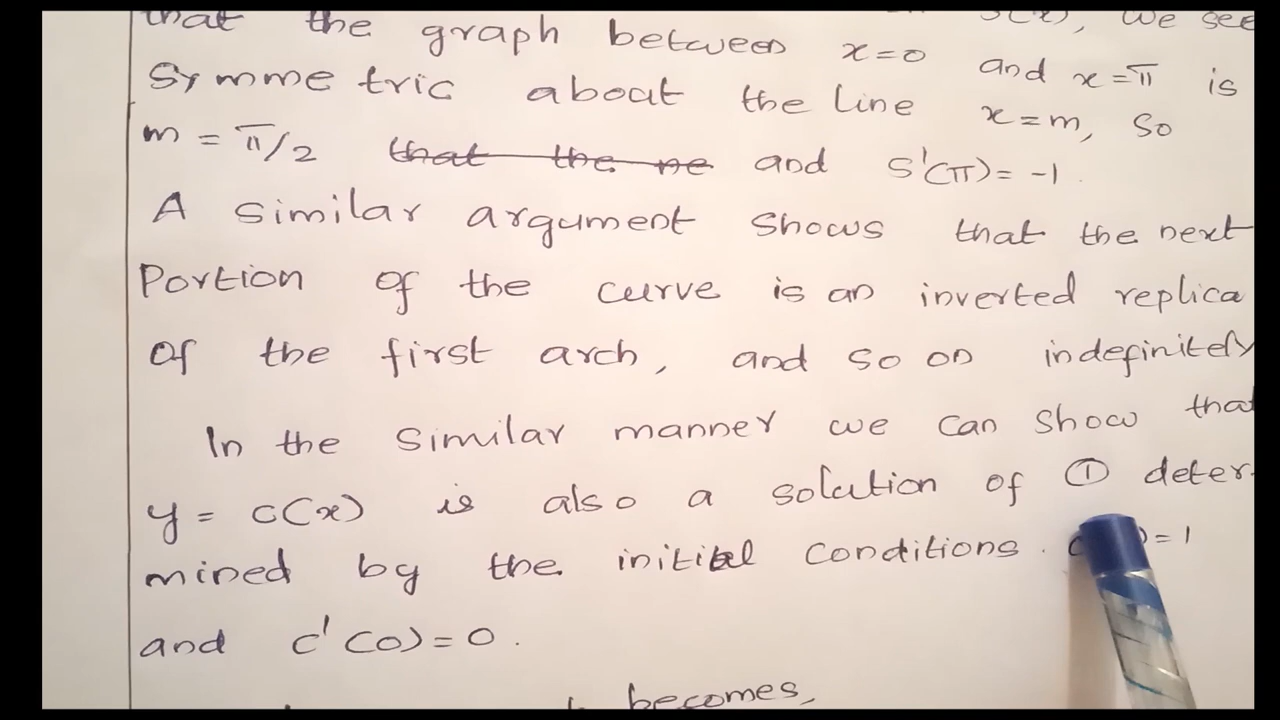 that the graph between x=0 and x=π is
S(x), we see
Symmetric about the line x=m, so
m = π/2 that the ne and S'(π)= -1.
A similar argument shows that the next
Portion of the curve is an inverted replica
of the first arch, and so on indefinitely
In the similar manner we can show that
y = c(x) is also a solution of ① deter-
mined by the initial conditions. )=1
and c'(0)=0.
becomes,